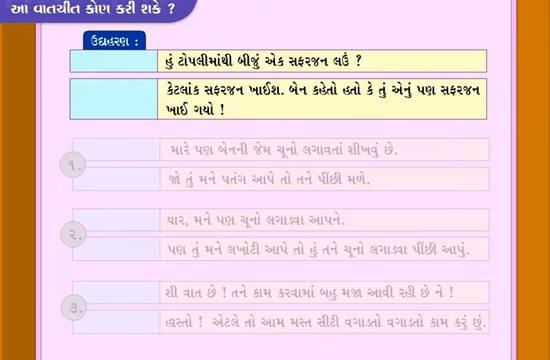 આ વાતચીત કોણ કરી શકે ?
ઉદાહરણ :
હું ટોપલીમાંથી બીજું એક સફરજન લઉં ?
કેટલાંક સફરજન ખાઈશ. બેન કહેતો હતો કે તું એનું પણ સફરજન
ખાઈ ગયો !
૧.
મારે પણ બેનની જેમ ચૂનો લગાવતાં શીખવું છે.
જો તું મને પતંગ આપે તો તને પીંછી મળે.
૨.
યાર, મને પણ ચૂનો લગાડવા આપને.
પણ તું મને લખોટી આપે તો હું તને ચૂનો લગાડવા પીંછી આપું.
૩.
શી વાત છે ! તને કામ કરવામાં બહુ મજા આવી રહી છે ને !
હાસ્તો ! એટલે તો આમ મસ્ત સીટી વગાડતો વગાડતો કામ કરું છું.